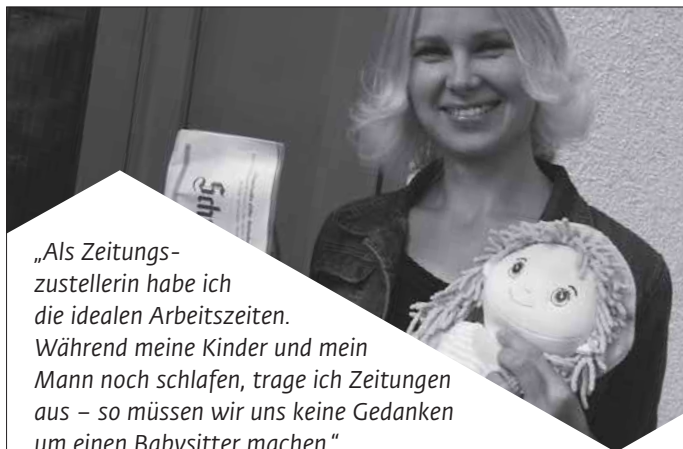 Sch
„Als Zeitungs-
zustellerin habe ich
die idealen Arbeitszeiten.
Während meine Kinder und mein
Mann noch schlafen, trage ich Zeitungen
aus – so müssen wir uns keine Gedanken
um einen Babysitter machen.“